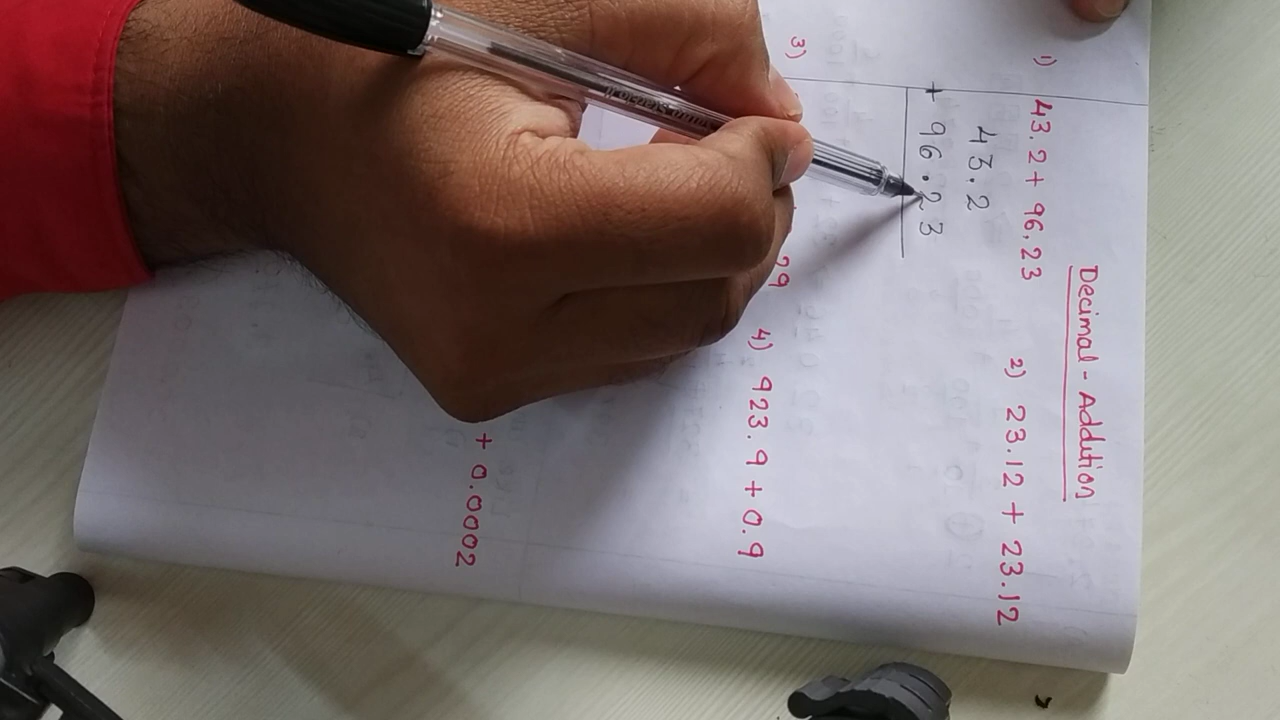 Decimal - Addition
1) 43.2 + 96.23
43.2
+ 96.23
2) 23.12 + 23.12
3)
29
4) 923.9 + 0.9
+ 0.0002